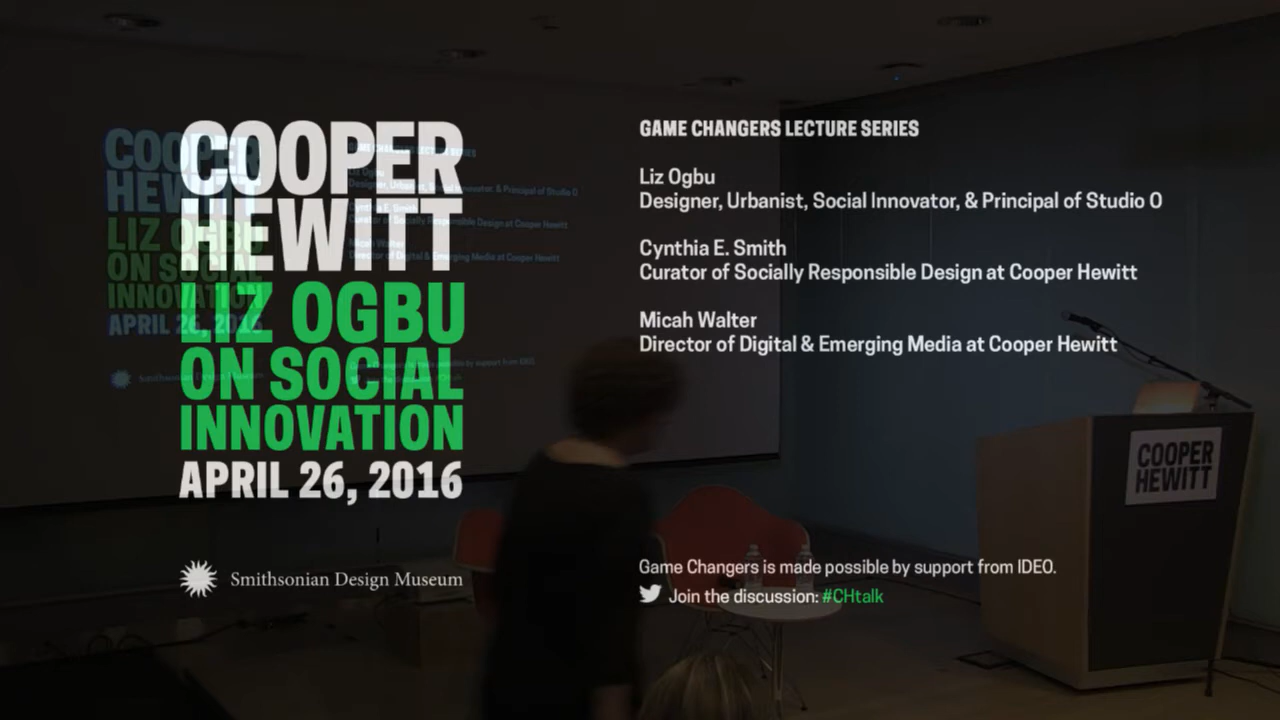 COOPER
HEWITT
LIZ OGBU
ON SOCIAL
INNOVATION
APRIL 26, 2016
Smithsonian Design Museum
GAME CHANGERS LECTURE SERIES
Liz Ogbu
Designer, Urbanist, Social Innovator, & Principal of Studio O
Cynthia E. Smith
Curator of Socially Responsible Design at Cooper Hewitt
Micah Walter
Director of Digital & Emerging Media at Cooper Hewitt
Game Changers is made possible by support from IDEO.
Join the discussion: #CHtalk
COOPER
HEWITT